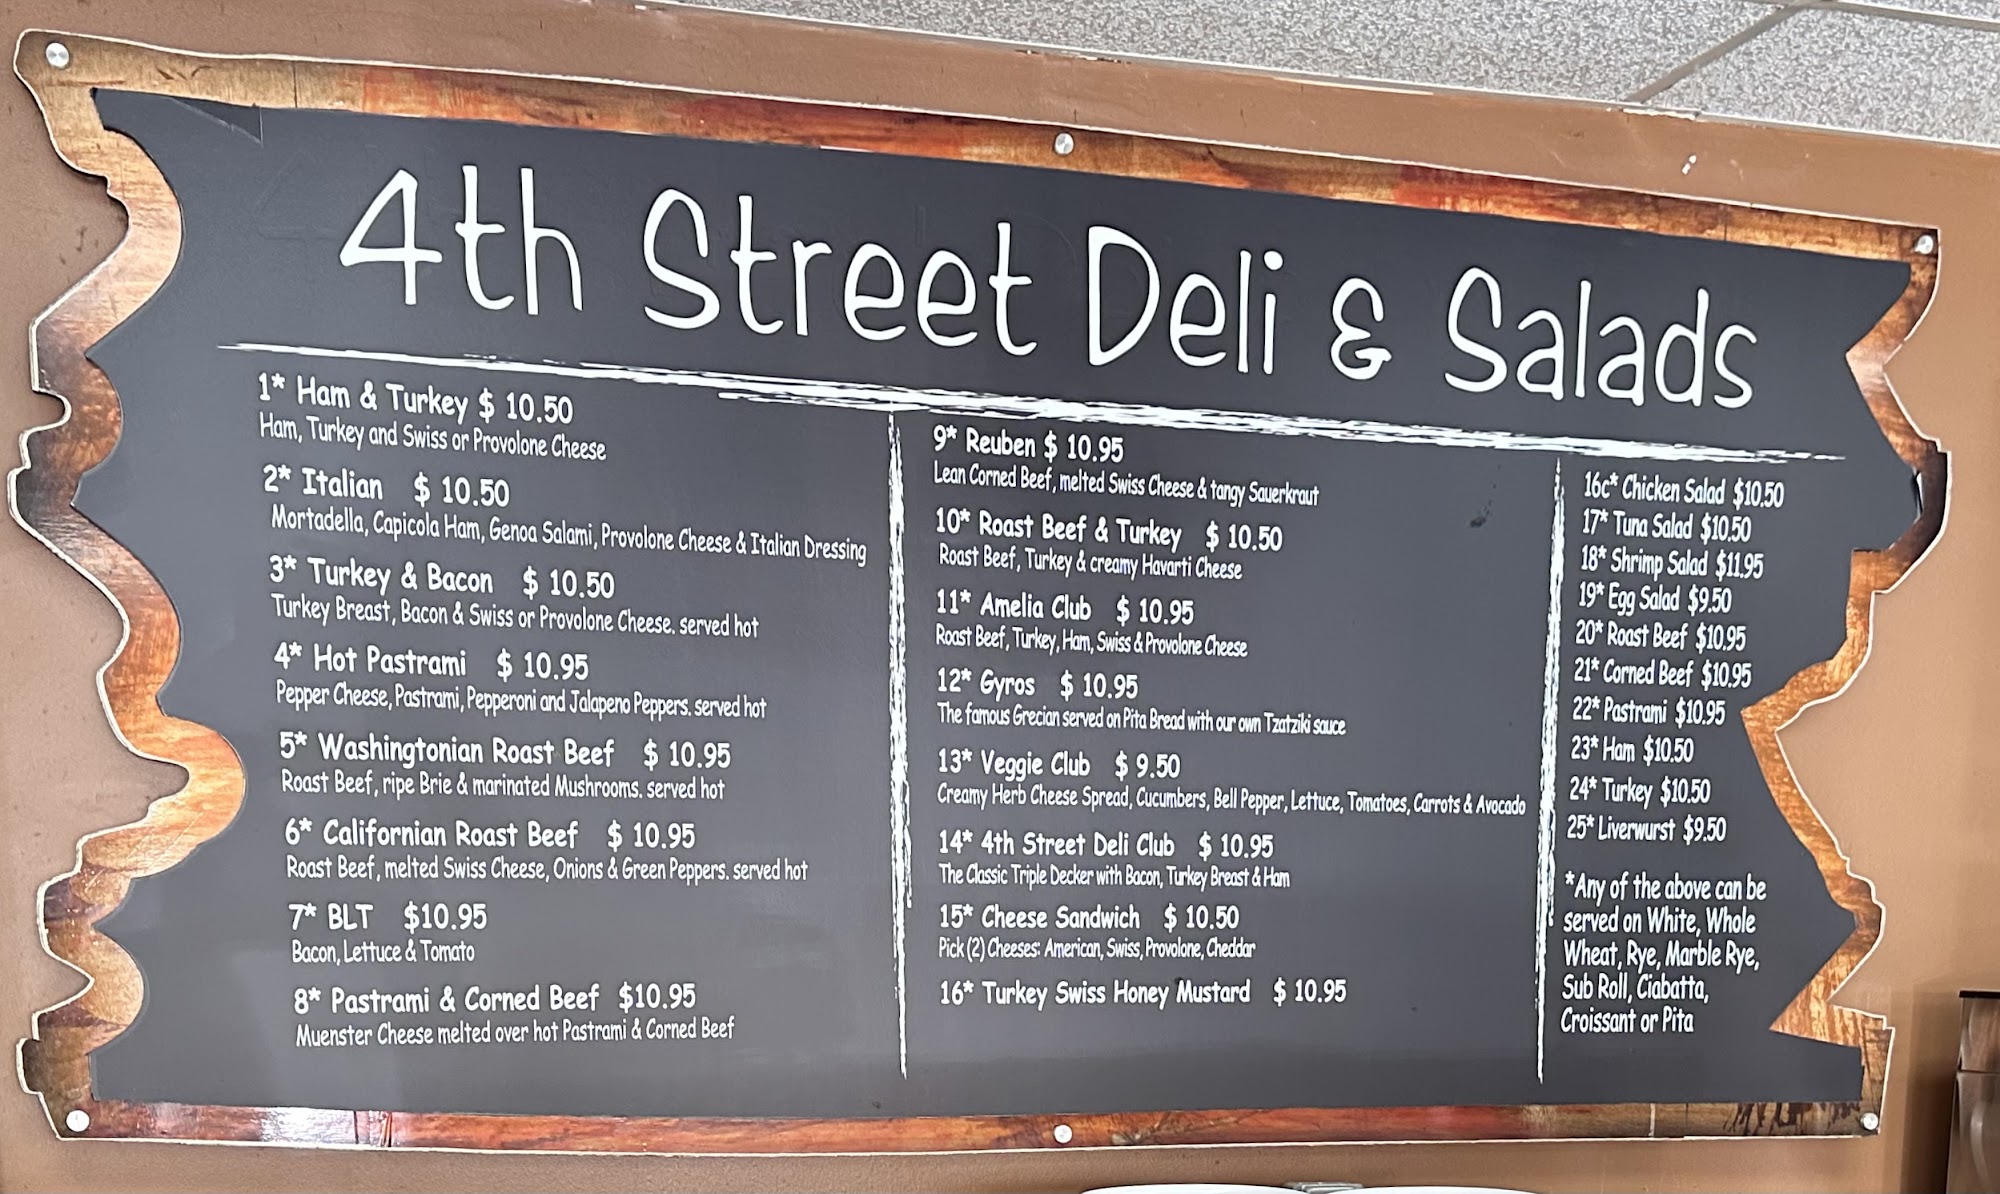 4th Street Deli & Salads
1* Ham & Turkey $ 10.50
Ham, Turkey and Swiss or Provolone Cheese
2* Italian $ 10.50
Mortadella, Capicola Ham, Genoa Salami, Provolone Cheese & Italian Dressing
3* Turkey & Bacon $ 10.50
Turkey Breast, Bacon & Swiss or Provolone Cheese. served hot
4* Hot Pastrami $ 10.95
Pepper Cheese, Pastrami, Pepperoni and Jalapeno Peppers. served hot
5* Washingtonian Roast Beef $ 10.95
Roast Beef, ripe Brie & marinated Mushrooms. served hot
6* Californian Roast Beef $ 10.95
Roast Beef, melted Swiss Cheese, Onions & Green Peppers. served hot
7* BLT $10.95
Bacon, Lettuce & Tomato
8* Pastrami & Corned Beef $10.95
Muenster Cheese melted over hot Pastrami & Corned Beef
9* Reuben $ 10.95
Lean Corned Beef, melted Swiss Cheese & tangy Sauerkraut
10* Roast Beef & Turkey $ 10.50
Roast Beef, Turkey & creamy Havarti Cheese
11* Amelia Club $ 10.95
Roast Beef, Turkey, Ham, Swiss & Provolone Cheese
12* Gyros $ 10.95
The famous Grecian served on Pita Bread with our own Tzatziki sauce
13* Veggie Club $ 9.50
Creamy Herb Cheese Spread, Cucumbers, Bell Pepper, Lettuce, Tomatoes, Carrots & Avocado
14* 4th Street Deli Club $ 10.95
The Classic Triple Decker with Bacon, Turkey Breast & Ham
15* Cheese Sandwich $ 10.50
Pick (2) Cheeses: American, Swiss, Provolone, Cheddar
16* Turkey Swiss Honey Mustard $ 10.95
16c* Chicken Salad $10.50
17* Tuna Salad $10.50
18* Shrimp Salad $11.95
19* Egg Salad $9.50
20* Roast Beef $10.95
21* Corned Beef $10.95
22* Pastrami $10.95
23* Ham $10.50
24* Turkey $10.50
25* Liverwurst $9.50
*Any of the above can be
served on White, Whole
Wheat, Rye, Marble Rye,
Sub Roll, Ciabatta,
Croissant or Pita